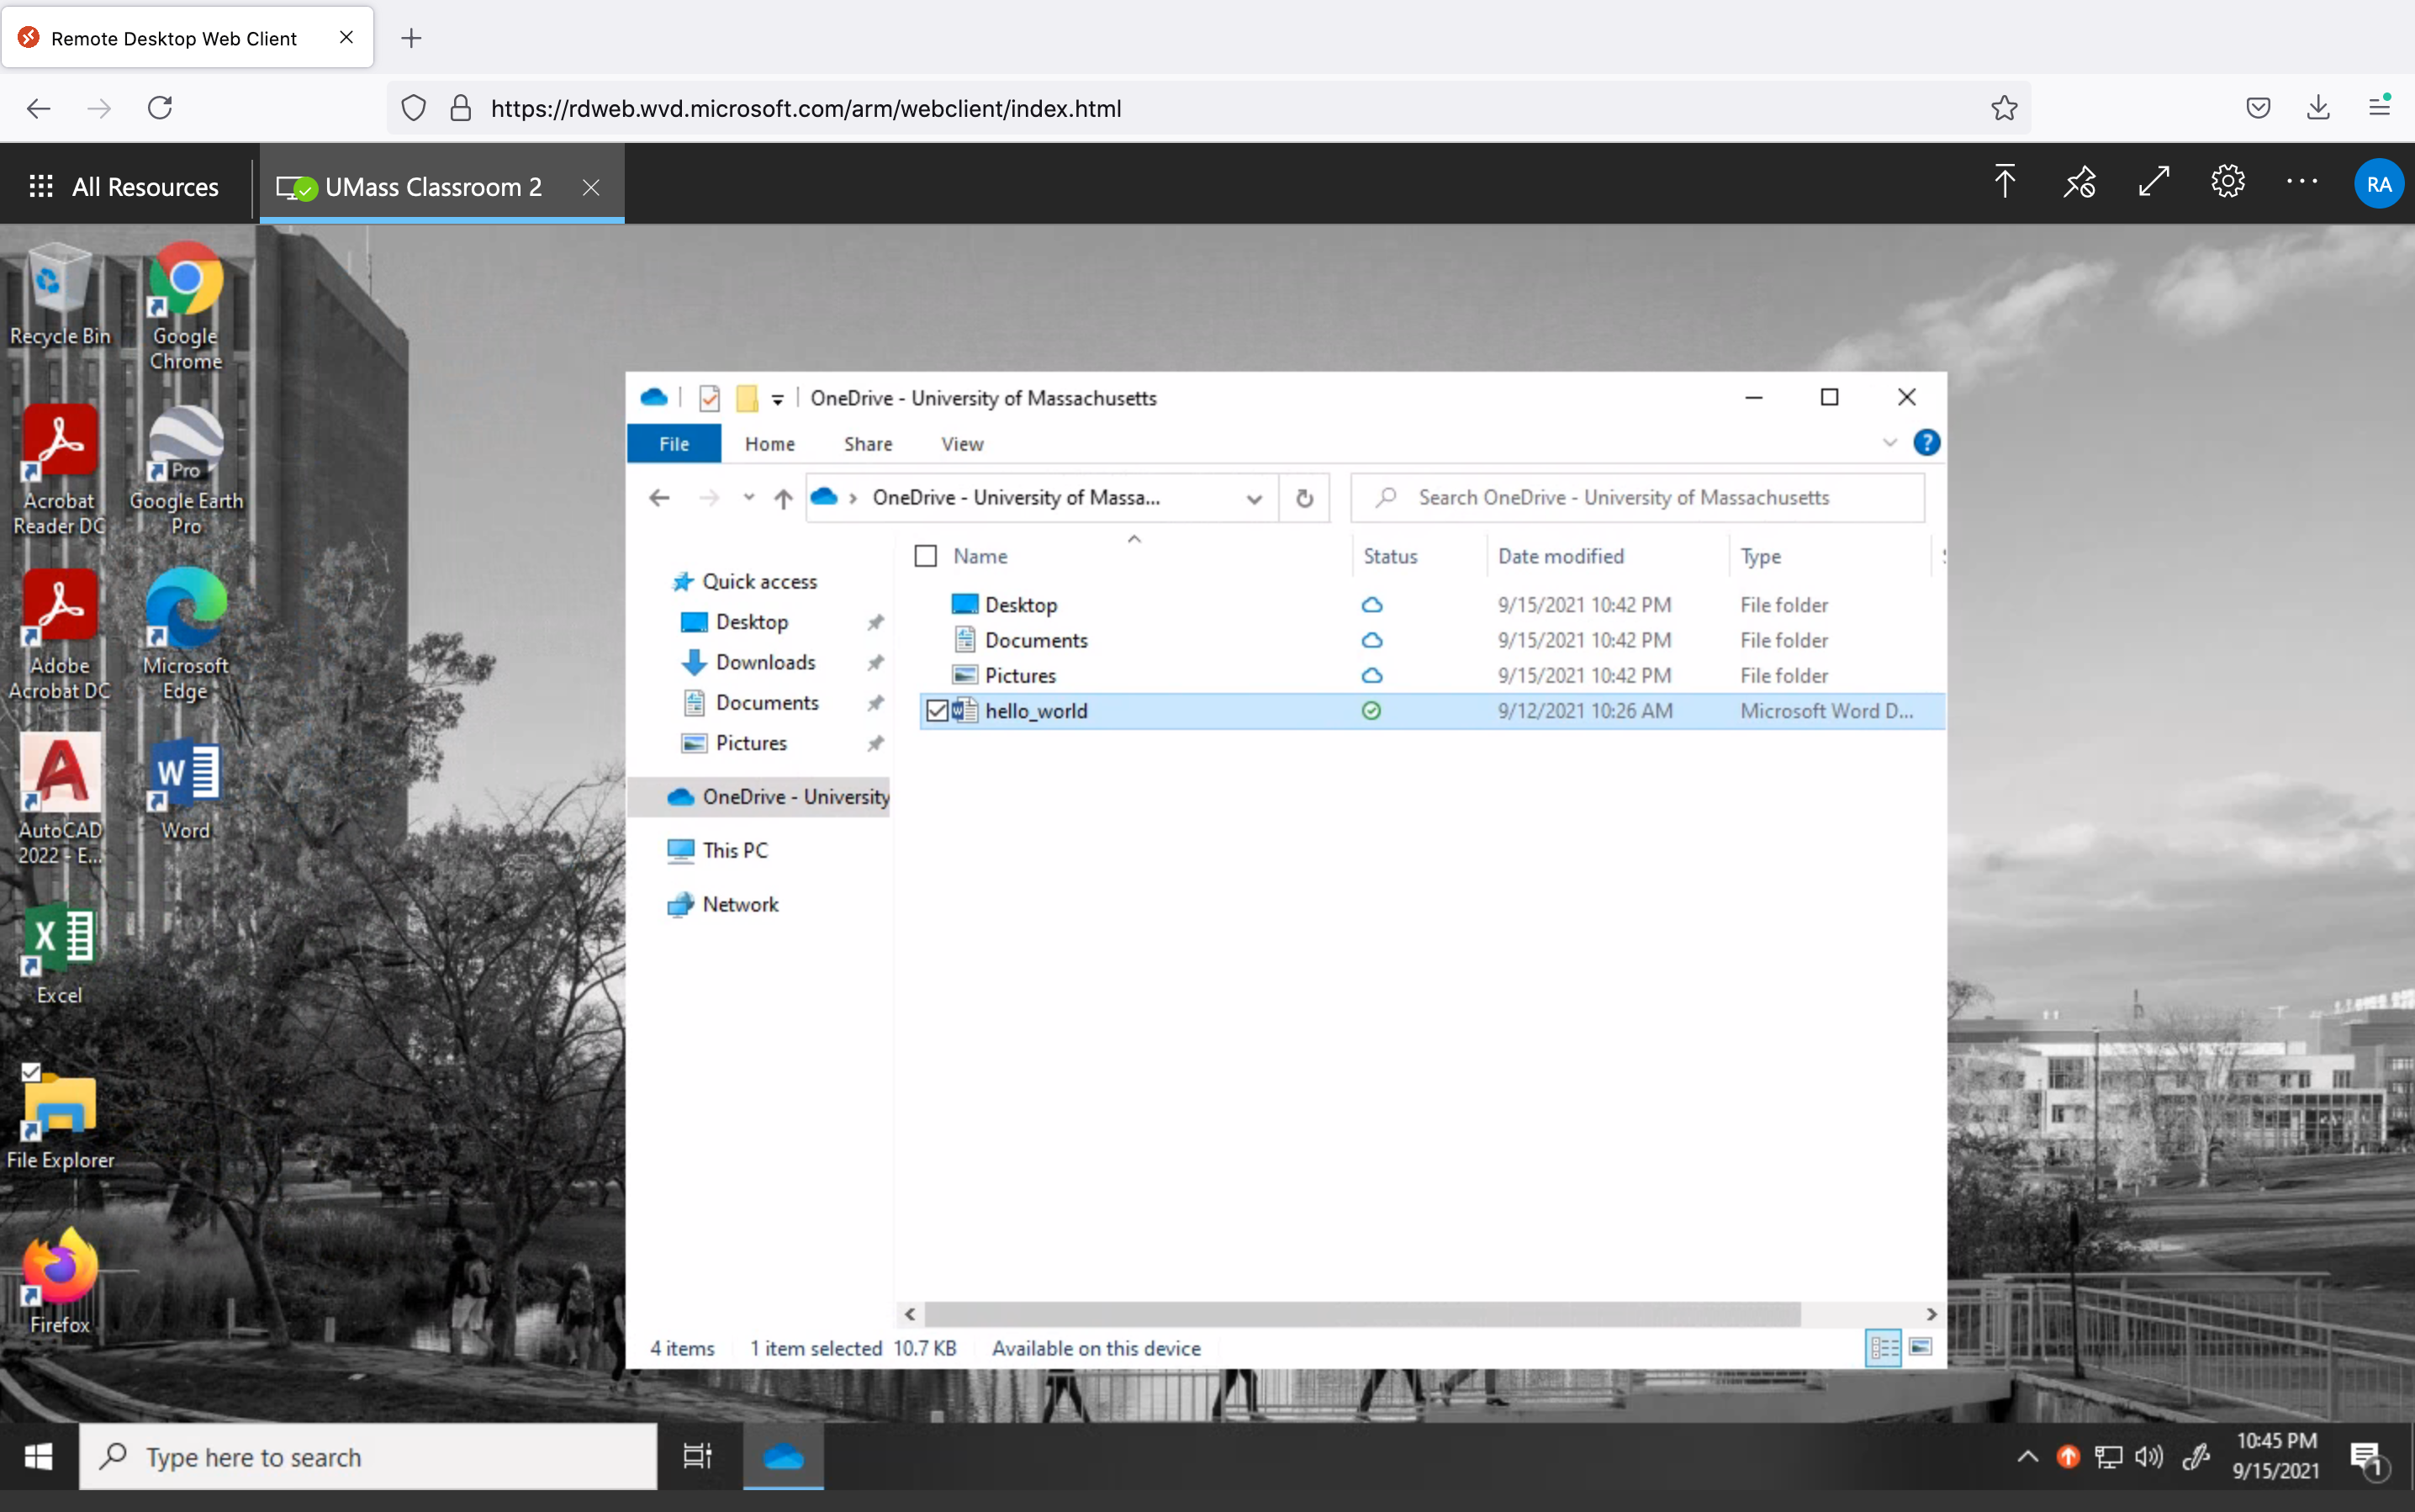 Remote Desktop Web Client
https://rdweb.wvd.microsoft.com/arm/webclient/index.html
All Resources
UMass Classroom 2
RA
Recycle Bin
Google
Chrome
Acrobat
Reader DC
Pro
Google Earth
Pro
Adobe
Acrobat DC
Microsoft
Edge
AutoCAD
2022 - E...
Word
Excel
File Explorer
Firefox
OneDrive - University of Massachusetts
File Home Share View
OneDrive - University of Massa...
Search OneDrive - University of Massachusetts
Quick access
Desktop
Downloads
Documents
Pictures
OneDrive - University
This PC
Network
Name Status Date modified Type
Desktop 9/15/2021 10:42 PM File folder
Documents 9/15/2021 10:42 PM File folder
Pictures 9/15/2021 10:42 PM File folder
hello_world 9/12/2021 10:26 AM Microsoft Word D...
4 items 1 item selected 10.7 KB Available on this device
Type here to search
10:45 PM
9/15/2021
1